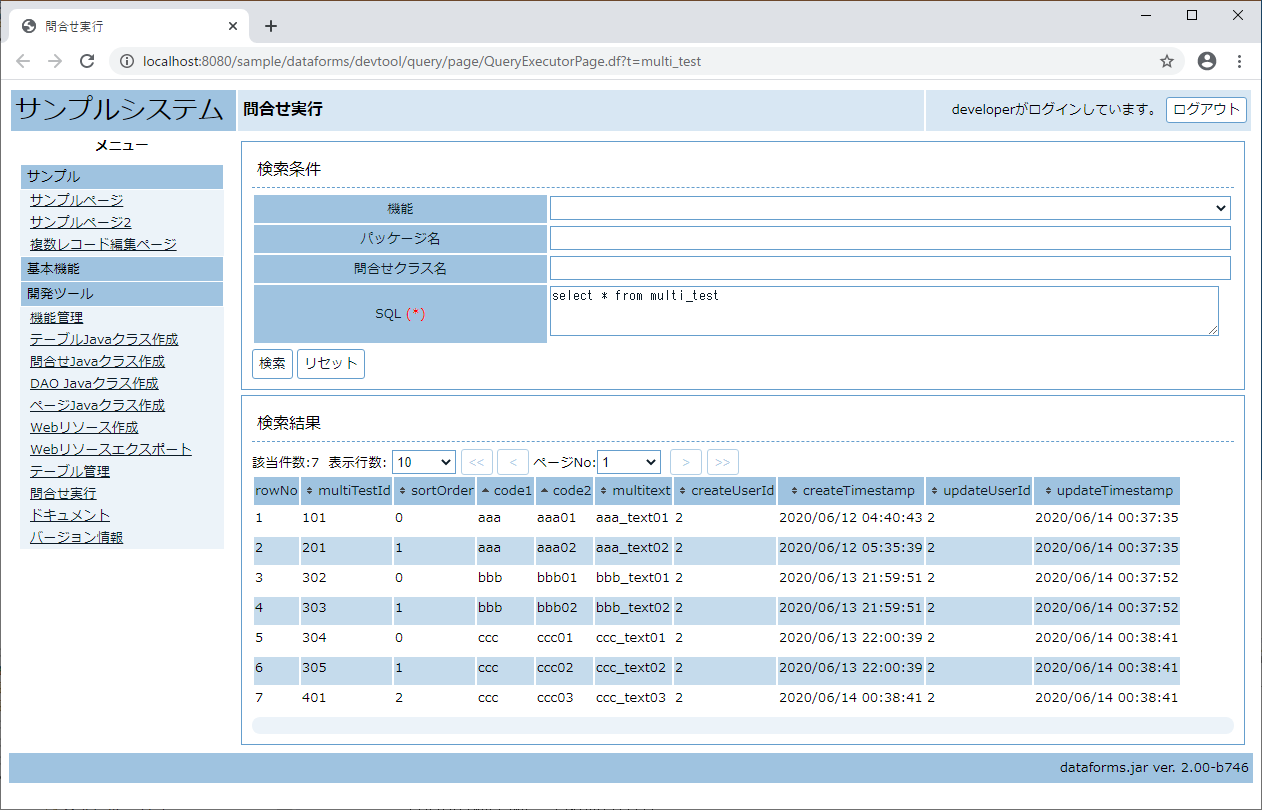 問合せ実行
localhost:8080/sample/dataforms/devtool/query/page/QueryExecutorPage.df?t=multi_test
サンプルシステム 問合せ実行 developerがログインしています。 ログアウト
メニュー
サンプル
サンプルページ
サンプルページ2
複数レコード編集ページ
基本機能
開発ツール
機能管理
テーブルJavaクラス作成
問合せJavaクラス作成
DAO Javaクラス作成
ページJavaクラス作成
Webリソース作成
Webリソースエクスポート
テーブル管理
問合せ実行
ドキュメント
バージョン情報
検索条件
機能
パッケージ名
問合せクラス名
SQL (*) select * from multi_test
検索 リセット
検索結果
該当件数:7 表示行数: 10 << < ページNo: 1 > >>
rowNo multiTestId sortOrder code1 code2 multitext createUserId createTimestamp updateUserId updateTimestamp
1 101 0 aaa aaa01 aaa_text01 2 2020/06/12 04:40:43 2 2020/06/14 00:37:35
2 201 1 aaa aaa02 aaa_text02 2 2020/06/12 05:35:39 2 2020/06/14 00:37:35
3 302 0 bbb bbb01 bbb_text01 2 2020/06/13 21:59:51 2 2020/06/14 00:37:52
4 303 1 bbb bbb02 bbb_text02 2 2020/06/13 21:59:51 2 2020/06/14 00:37:52
5 304 0 ccc ccc01 ccc_text01 2 2020/06/13 22:00:39 2 2020/06/14 00:38:41
6 305 1 ccc ccc02 ccc_text02 2 2020/06/13 22:00:39 2 2020/06/14 00:38:41
7 401 2 ccc ccc03 ccc_text03 2 2020/06/14 00:38:41 2 2020/06/14 00:38:41
dataforms.jar ver. 2.00-b746